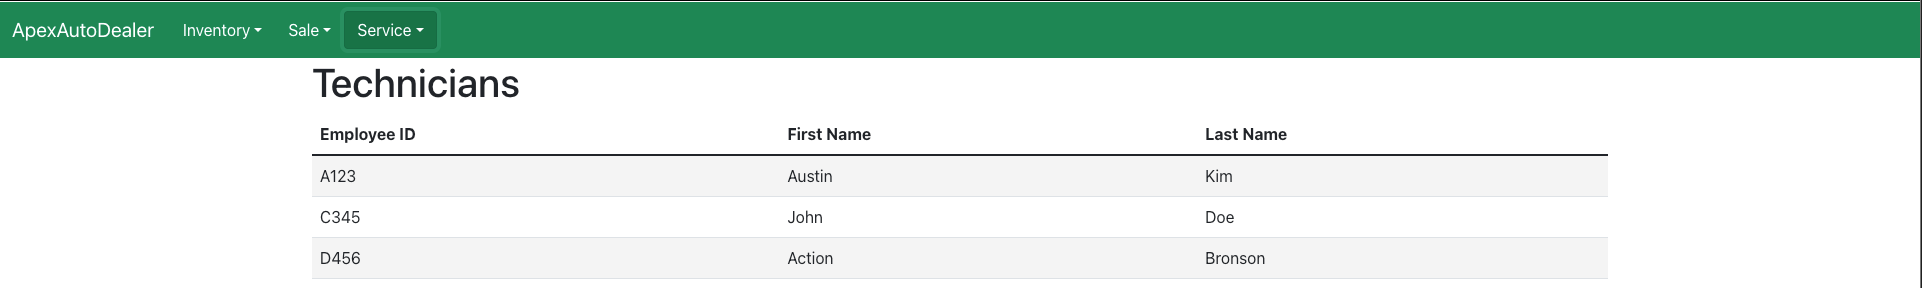 ApexAutoDealer Inventory Sale Service
Technicians
Employee ID First Name Last Name
A123 Austin Kim
C345 John Doe
D456 Action Bronson